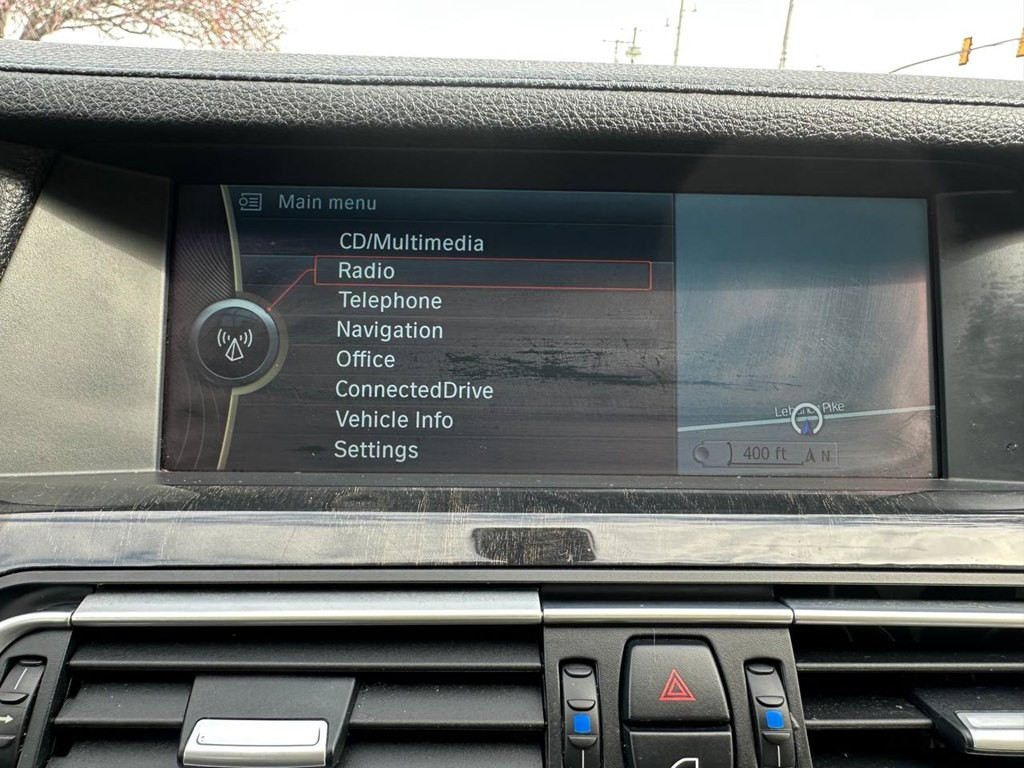 Main menu
CD/Multimedia
Radio
Telephone
Navigation
Office
ConnectedDrive
Vehicle Info
Settings
Pike
400 ft
N